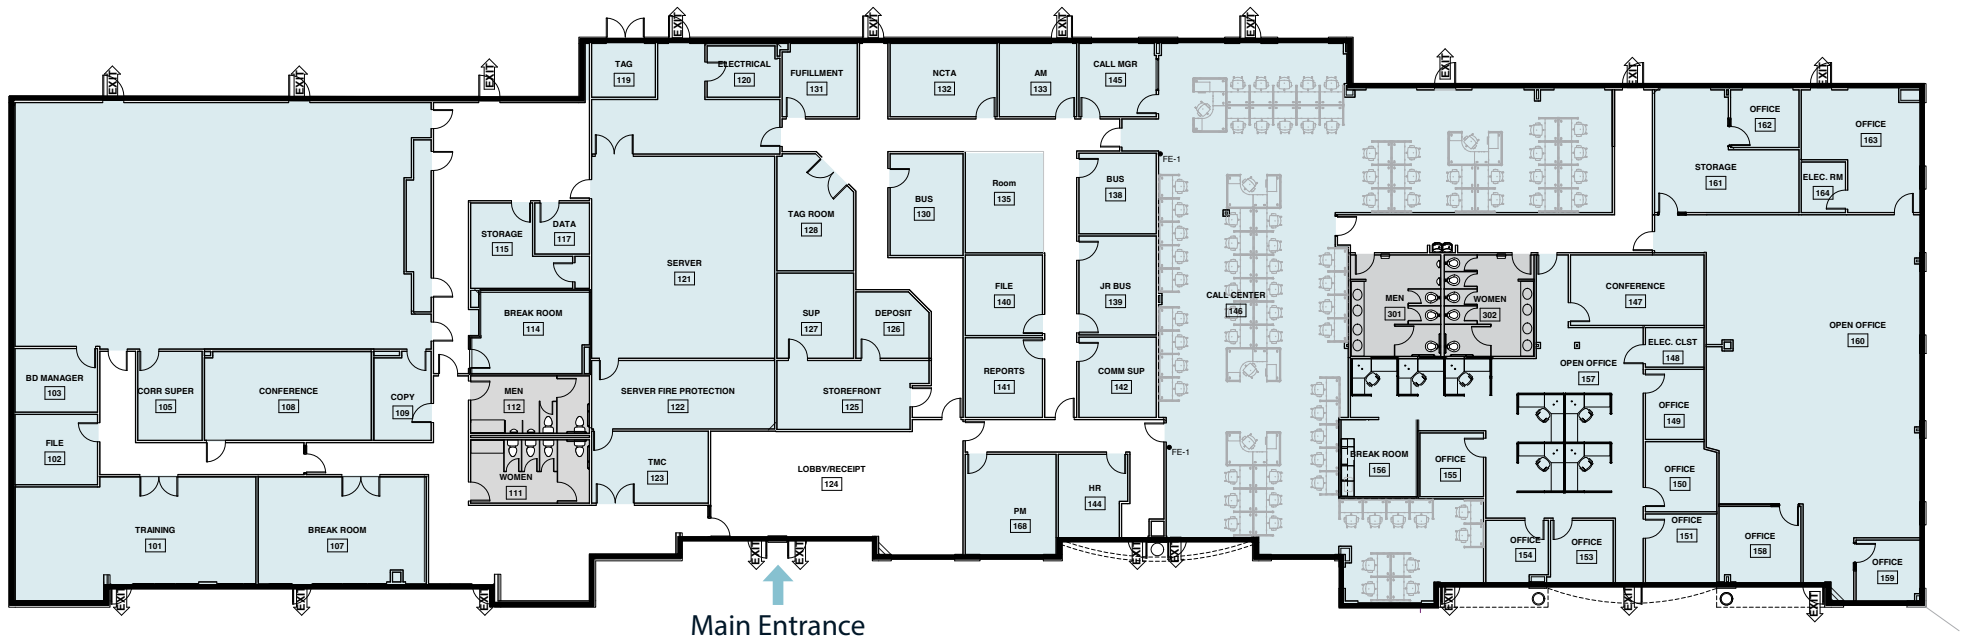 EXIT
EXIT
EXIT
EXIT
EXIT
EXIT
EXIT
EXIT
EXIT
EXIT
TAG
119
ELECTRICAL
120
FUFILLMENT
131
NCTA
132
AM
133
CALL MGR
145
OFFICE
162
OFFICE
163
STORAGE
161
ELEC. RM
164
FE-1
BUS
138
Room
135
BUS
130
TAG ROOM
128
DATA
117
STORAGE
115
SERVER
121
BREAK ROOM
114
SUP
127
DEPOSIT
126
FILE
140
JR BUS
139
CALL CENTER
146
MEN
301
WOMEN
302
CONFERENCE
147
OPEN OFFICE
160
ELEC. CLST
148
OPEN OFFICE
157
BD MANAGER
103
CORR SUPER
105
CONFERENCE
108
COPY
109
MEN
112
SERVER FIRE PROTECTION
122
STOREFRONT
125
REPORTS
141
COMM SUP
142
OFFICE
149
FILE
102
WOMEN
111
TMC
123
LOBBY/RECEIPT
124
FE-1
BREAK ROOM
156
OFFICE
155
OFFICE
150
HR
144
PM
168
TRAINING
101
BREAK ROOM
107
OFFICE
154
OFFICE
153
OFFICE
151
OFFICE
158
OFFICE
159
EXIT
EXIT
EXIT
EXIT
EXIT
EXIT
EXIT
EXIT
EXIT
EXIT
Main Entrance